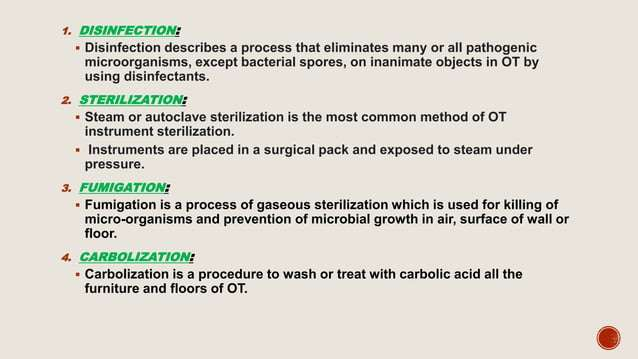 1. DISINFECTION:
▪ Disinfection describes a process that eliminates many or all pathogenic
microorganisms, except bacterial spores, on inanimate objects in OT by
using disinfectants.
2. STERILIZATION:
▪ Steam or autoclave sterilization is the most common method of OT
instrument sterilization.
▪ Instruments are placed in a surgical pack and exposed to steam under
pressure.
3. FUMIGATION:
▪ Fumigation is a process of gaseous sterilization which is used for killing of
micro-organisms and prevention of microbial growth in air, surface of wall or
floor.
4. CARBOLIZATION:
▪ Carbolization is a procedure to wash or treat with carbolic acid all the
furniture and floors of OT.